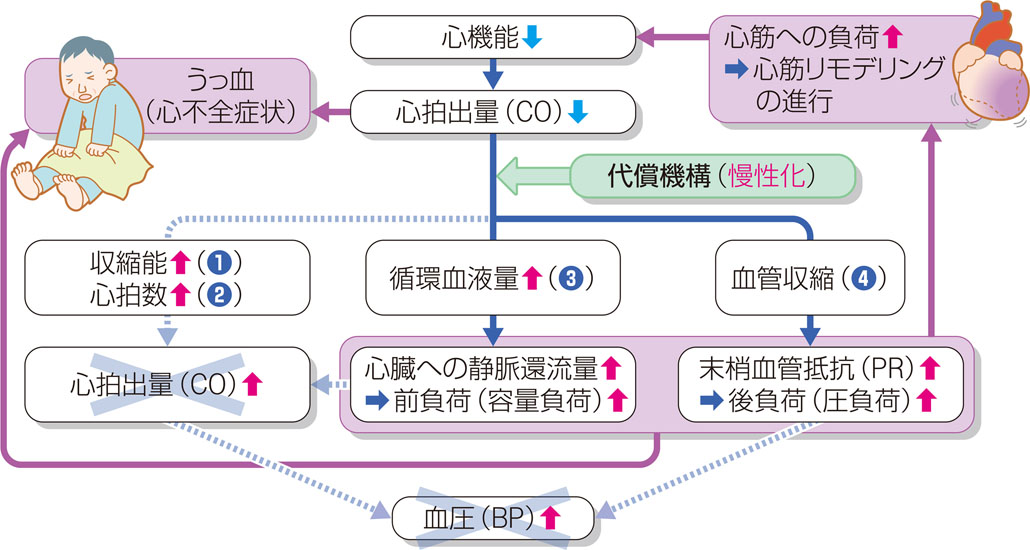 心機能⬇
心筋への負荷⬆
➡心筋リモデリング
の進行
うっ血
(心不全症状)
心拍出量(CO)⬇
代償機構(慢性化)
収縮能⬆(❶)
心拍数⬆(❷)
循環血液量⬆(❸)
血管収縮(❹)
心拍出量(CO)⬆
心臓への静脈還流量⬆
➡前負荷(容量負荷)⬆
末梢血管抵抗(PR)⬆
➡後負荷(圧負荷)⬆
血圧(BP)⬆